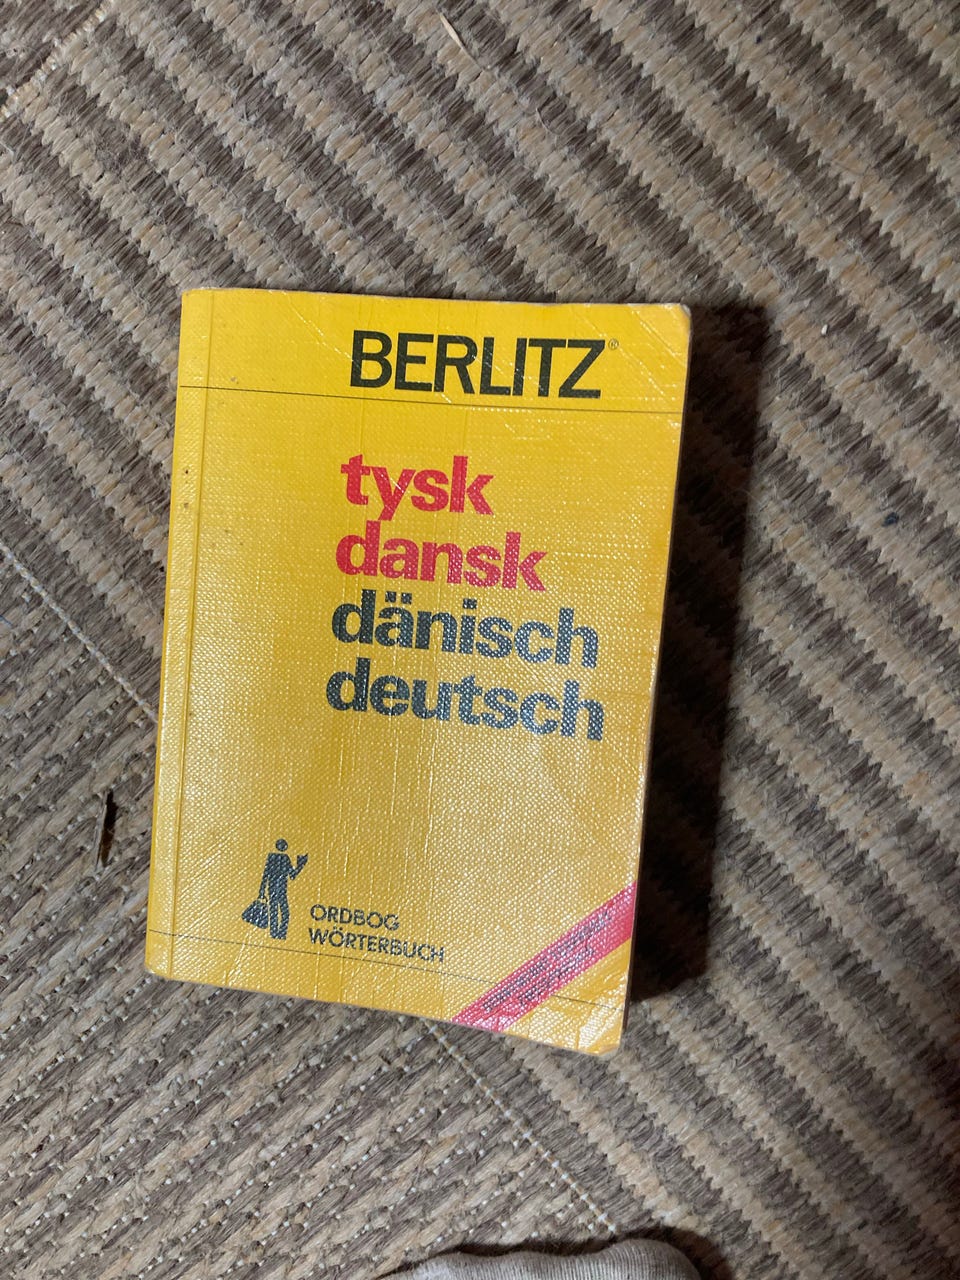 BERLITZ®
tysk
dansk
dänisch
deutsch
ORDBOG
WÖRTERBUCH